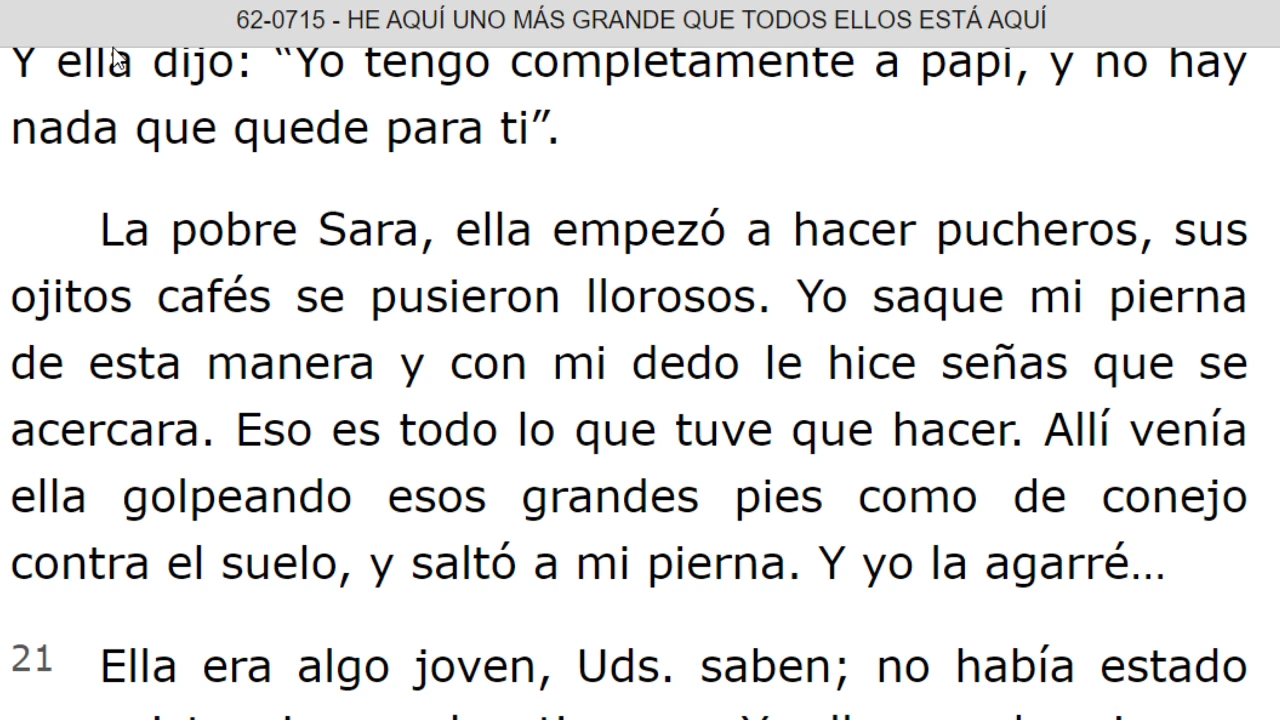 62-0715 - HE AQUÍ UNO MÁS GRANDE QUE TODOS ELLOS ESTÁ AQUÍ
Y ella dijo: “Yo tengo completamente a papi, y no hay
nada que quede para ti”.
La pobre Sara, ella empezó a hacer pucheros, sus
ojitos cafés se pusieron llorosos. Yo saque mi pierna
de esta manera y con mi dedo le hice señas que se
acercara. Eso es todo lo que tuve que hacer. Allí venía
ella golpeando esos grandes pies como de conejo
contra el suelo, y saltó a mi pierna. Y yo la agarré…
21 Ella era algo joven, Uds. saben; no había estado